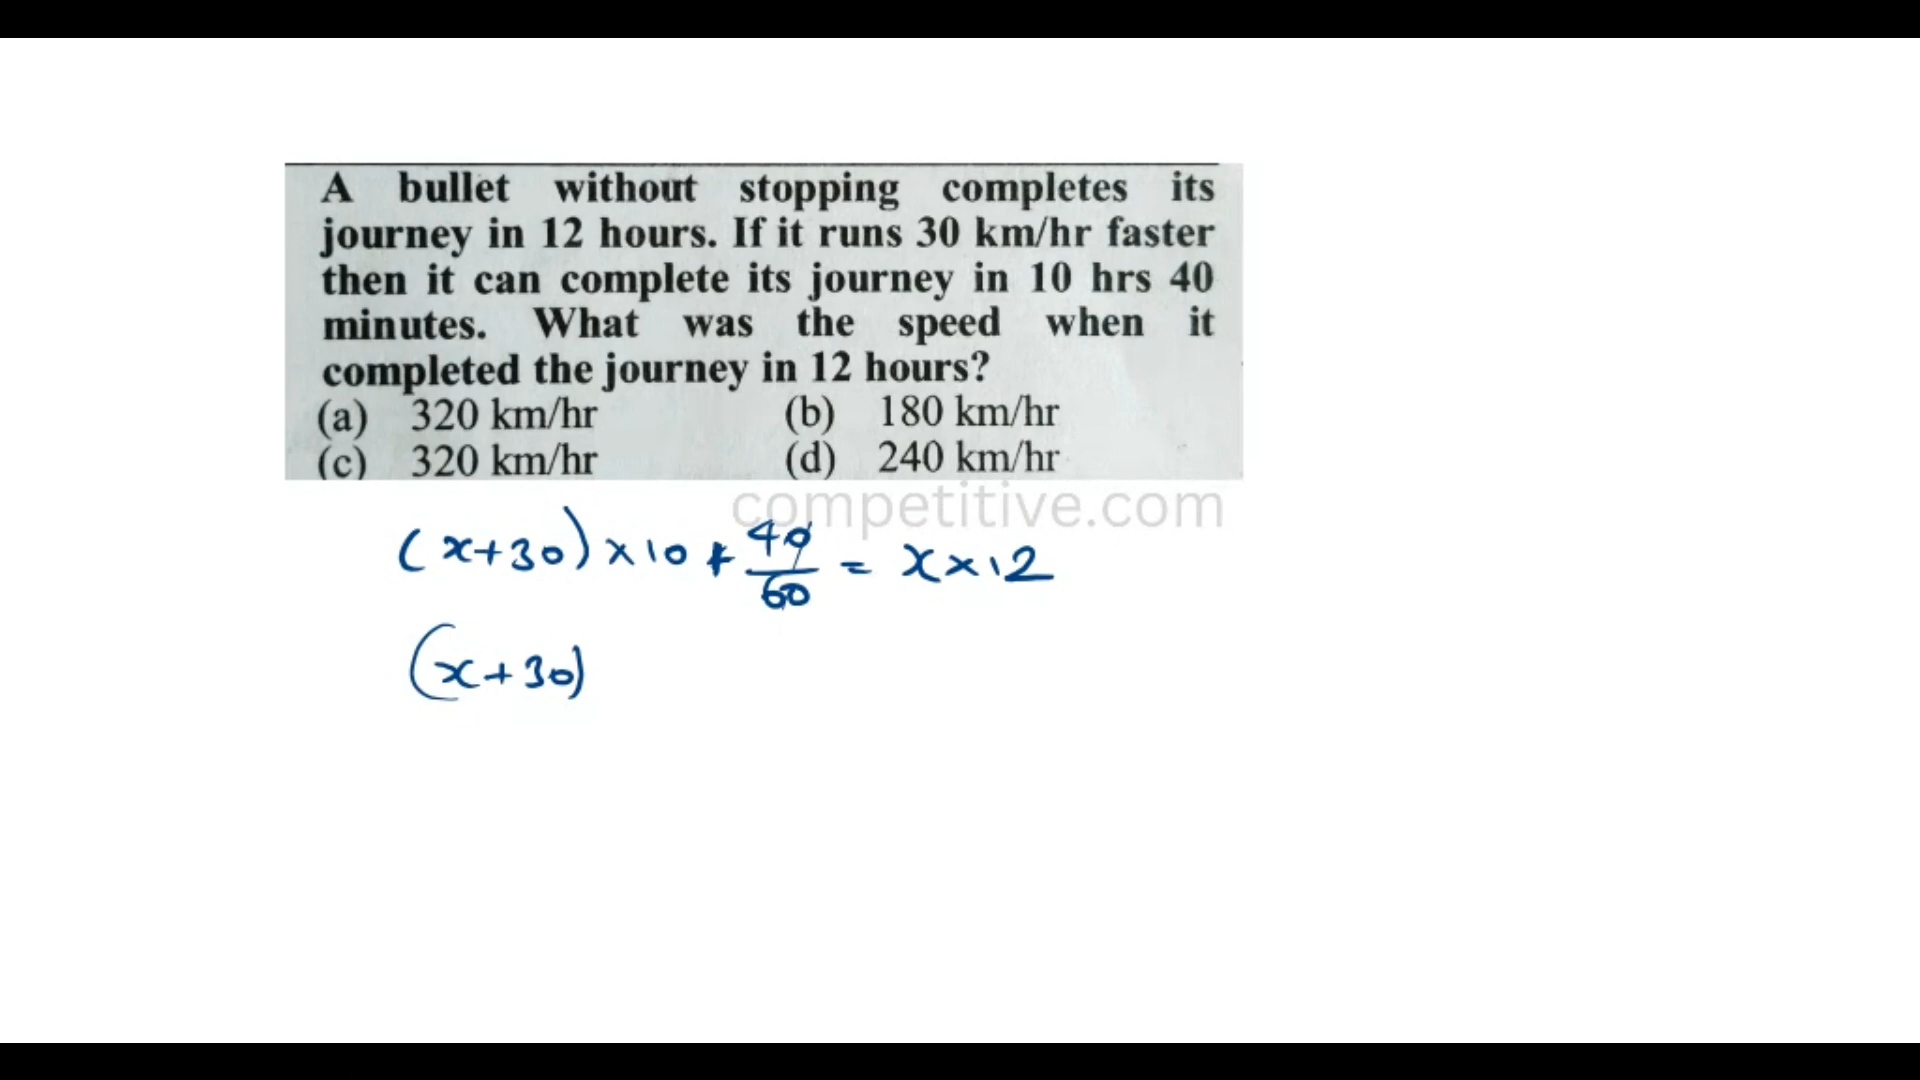 A bullet without stopping completes its
journey in 12 hours. If it runs 30 km/hr faster
then it can complete its journey in 10 hrs 40
minutes. What was the speed when it
completed the journey in 12 hours?
(a) 320 km/hr (b) 180 km/hr
(c) 320 km/hr (d) 240 km/hr
competitive.com
(x+30) × 10 + 40/60 = x × 12
(x+30)